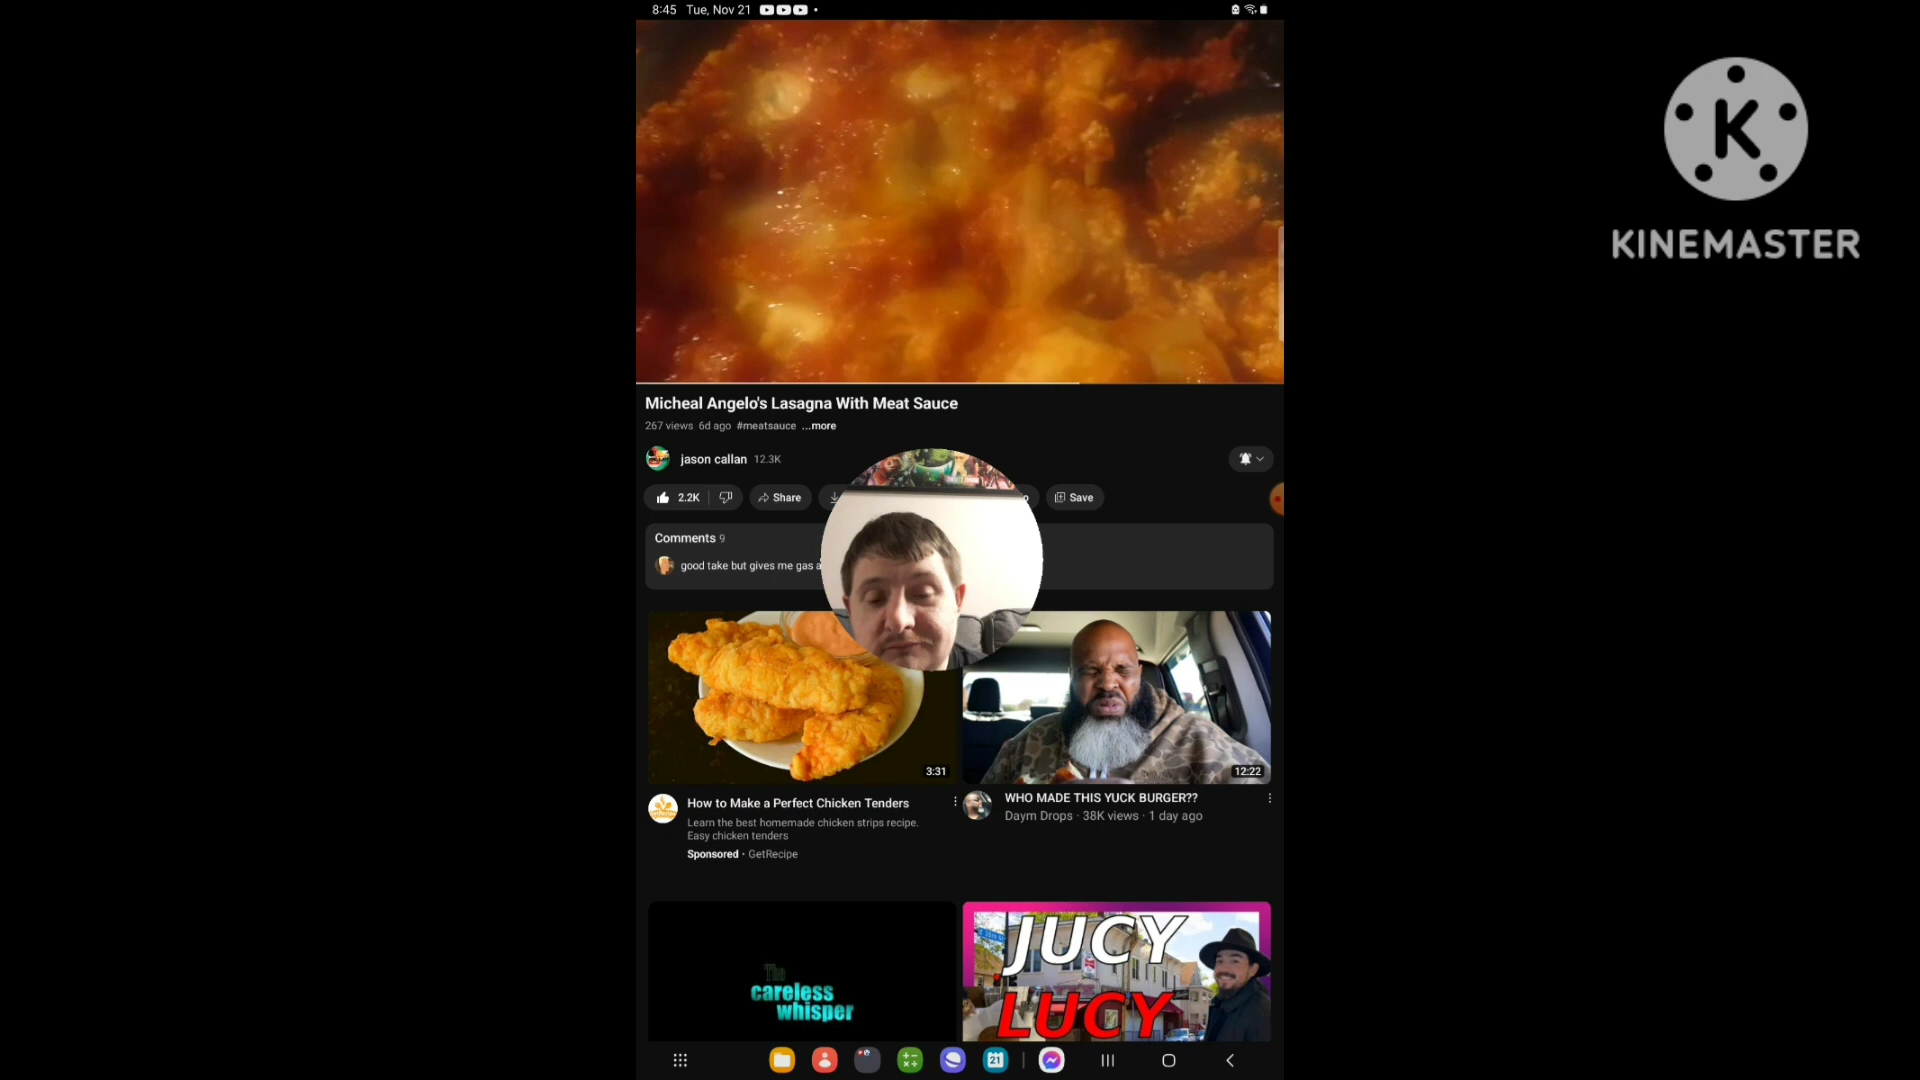 8:45 Tue, Nov 21
K
KINEMASTER
Micheal Angelo's Lasagna With Meat Sauce
267 views 6d ago #meatsauce ...more
jason callan 12.3K
2.2K Share Save
Comments 9
good take but gives me gas
3:31
12:22
How to Make a Perfect Chicken Tenders
Learn the best homemade chicken strips recipe.
Easy chicken tenders
Sponsored · GetRecipe
WHO MADE THIS YUCK BURGER??
Daym Drops · 38K views · 1 day ago
The
careless
whisper
JUCY
LUCY
21